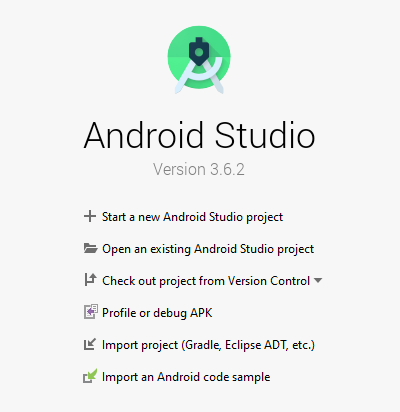 Android Studio
Version 3.6.2
Start a new Android Studio project
Open an existing Android Studio project
Check out project from Version Control
Profile or debug APK
Import project (Gradle, Eclipse ADT, etc.)
Import an Android code sample